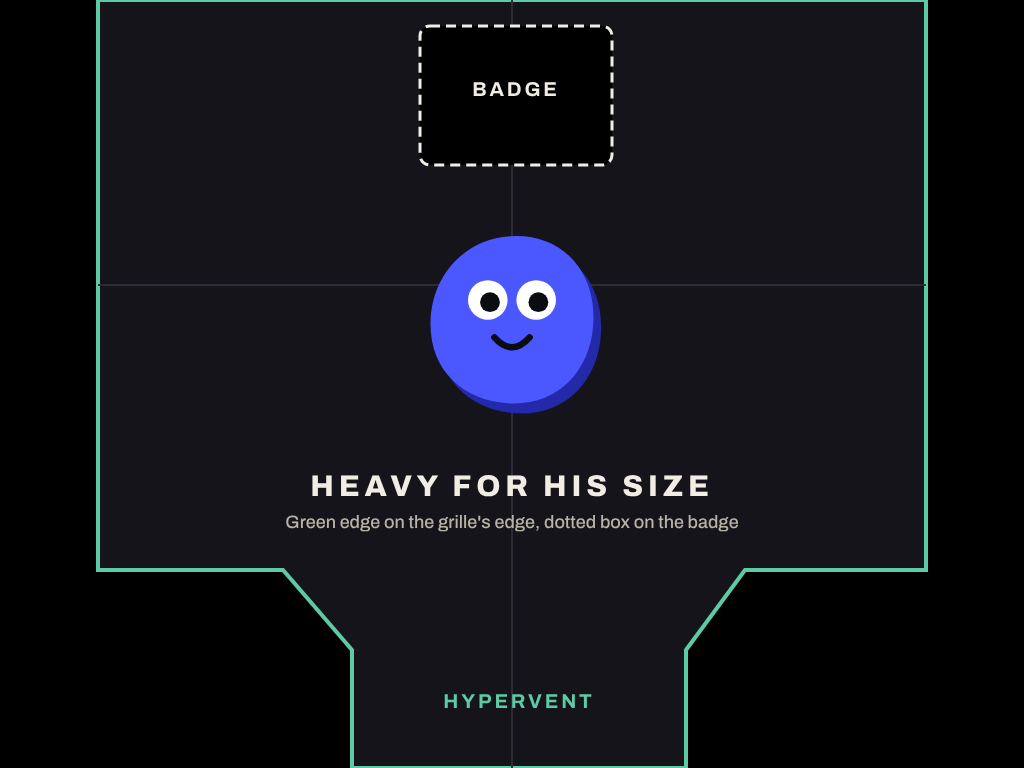 BADGE
HEAVY FOR HIS SIZE
Green edge on the grille's edge, dotted box on the badge
HYPERVENT